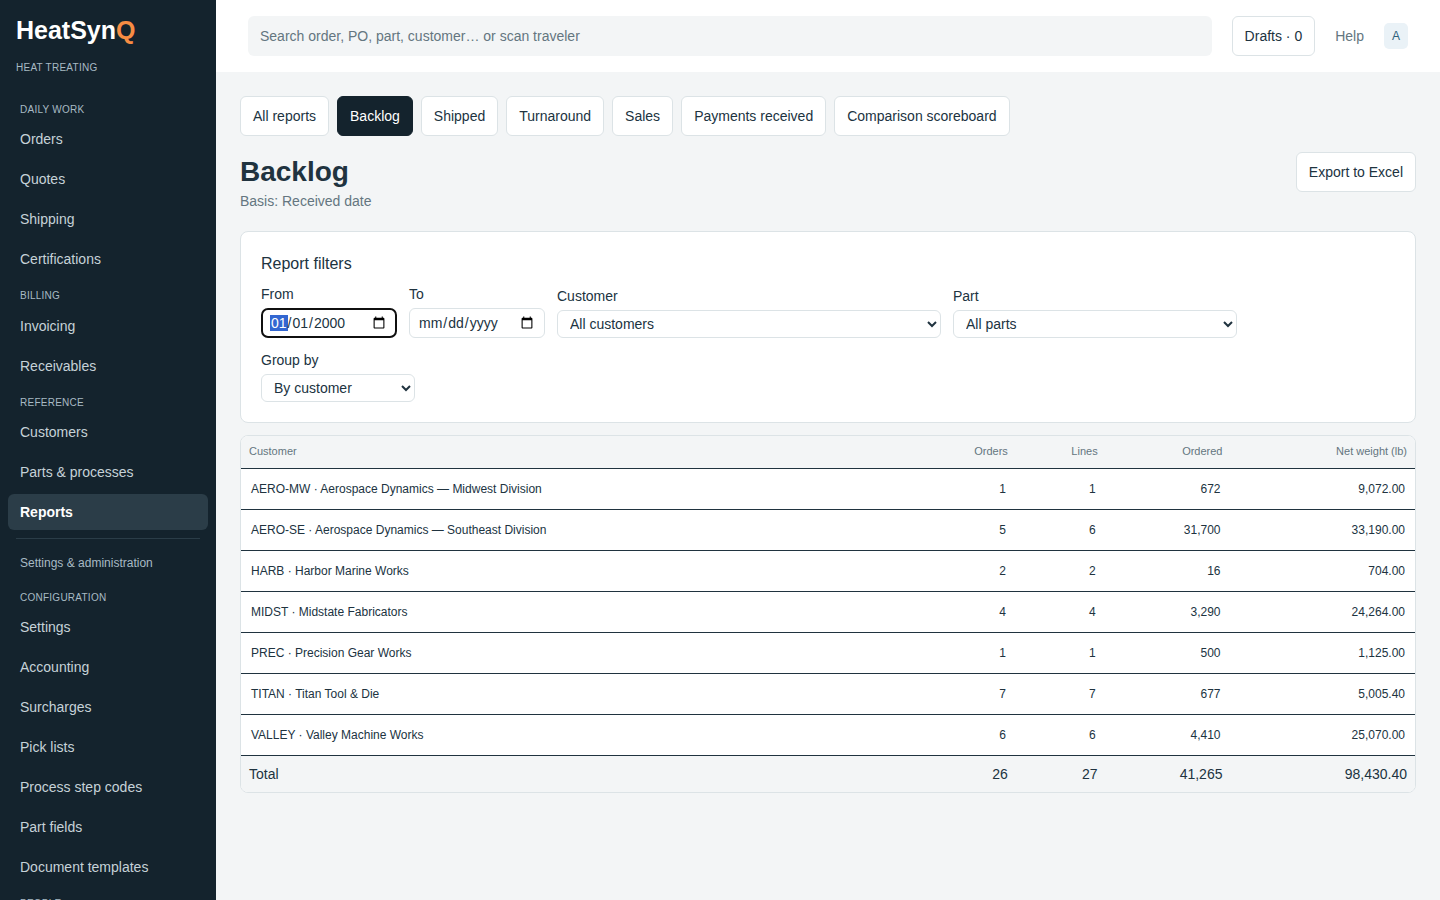 HeatSynQ
HEAT TREATING
DAILY WORK
Orders
Quotes
Shipping
Certifications
BILLING
Invoicing
Receivables
REFERENCE
Customers
Parts & processes
Reports
Settings & administration
CONFIGURATION
Settings
Accounting
Surcharges
Pick lists
Process step codes
Part fields
Document templates
Search order, PO, part, customer… or scan traveler
Drafts · 0
Help
A
All reports
Backlog
Shipped
Turnaround
Sales
Payments received
Comparison scoreboard
Backlog
Basis: Received date
Export to Excel
Report filters
From To Customer Part
01/01/2000 mm/dd/yyyy All customers All parts
Group by
By customer
Customer Orders Lines Ordered Net weight (lb)
AERO-MW · Aerospace Dynamics — Midwest Division 1 1 672 9,072.00
AERO-SE · Aerospace Dynamics — Southeast Division 5 6 31,700 33,190.00
HARB · Harbor Marine Works 2 2 16 704.00
MIDST · Midstate Fabricators 4 4 3,290 24,264.00
PREC · Precision Gear Works 1 1 500 1,125.00
TITAN · Titan Tool & Die 7 7 677 5,005.40
VALLEY · Valley Machine Works 6 6 4,410 25,070.00
Total 26 27 41,265 98,430.40